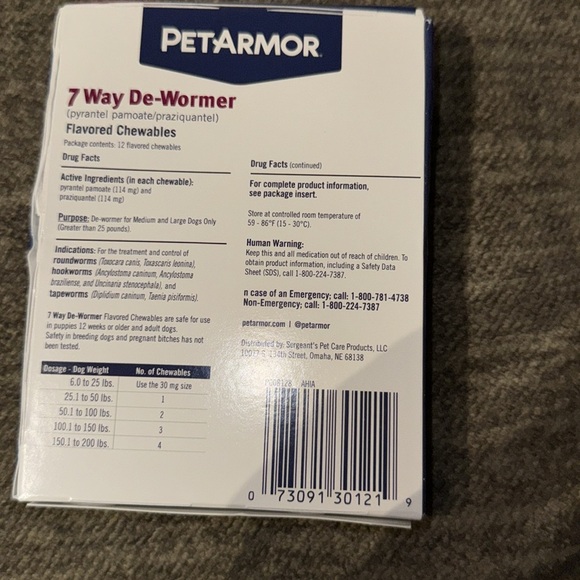 PETARMOR
7 Way De-Wormer
(pyrantel pamoate/praziquantel)
Flavored Chewables
Package contents: 12 flavored chewables
Drug Facts
Active Ingredients (in each chewable):
pyrantel pamoate (114 mg) and
praziquantel (114 mg)
Purpose: De-wormer for Medium and Large Dogs Only
(Greater than 25 pounds).
Indications: For the treatment and control of
roundworms (Toxocara canis, Toxascaris leonina),
hookworms (Ancylostoma caninum, Ancylostoma
braziliense, and Uncinaria stenocephala), and
tapeworms (Dipylidium caninum, Taenia pisiformis).
7 Way De-Wormer Flavored Chewables are safe for use
in puppies 12 weeks or older and adult dogs.
Safety in breeding dogs and pregnant bitches has not
been tested.
Dosage - Dog Weight No. of Chewables
6.0 to 25 lbs. Use the 30 mg size
25.1 to 50 lbs. 1
50.1 to 100 lbs. 2
100.1 to 150 lbs. 3
150.1 to 200 lbs. 4
Drug Facts (continued)
For complete product information,
see package insert.
Store at controlled room temperature of
59 - 86°F (15 - 30°C).
Human Warning:
Keep this and all medication out of reach of children. To
obtain product information, including a Safety Data
Sheet (SDS), call 1-800-224-7387.
n case of an Emergency; call: 1-800-781-4738
Non-Emergency; call: 1-800-224-7387
petarmor.com | @petarmor
Distributed by: Sergeant's Pet Care Products, LLC
Street, Omaha, NE 68138
AHIA
0 73091 30121 9